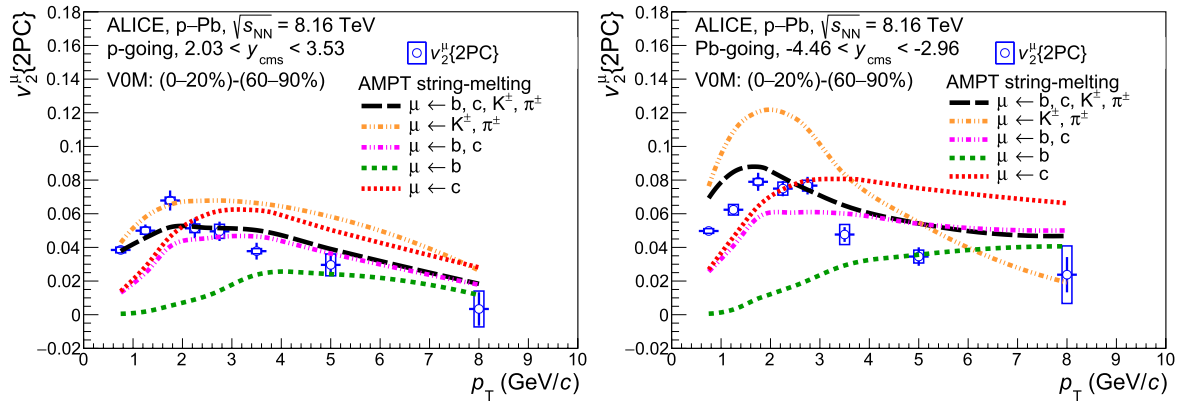 ALICE, p–Pb, √sNN = 8.16 TeV
p-going, 2.03 < ycms < 3.53
v2μ{2PC}
V0M: (0–20%)-(60–90%)
AMPT string-melting
μ ← b, c, K±, π±
μ ← K±, π±
μ ← b, c
μ ← b
μ ← c
v2μ{2PC}
0.18
0.16
0.14
0.12
0.1
0.08
0.06
0.04
0.02
0
−0.02
0 1 2 3 4 5 6 7 8 9 10
pT (GeV/c)
ALICE, p–Pb, √sNN = 8.16 TeV
Pb-going, -4.46 < ycms < -2.96
v2μ{2PC}
V0M: (0–20%)-(60–90%)
AMPT string-melting
μ ← b, c, K±, π±
μ ← K±, π±
μ ← b, c
μ ← b
μ ← c
v2μ{2PC}
0.18
0.16
0.14
0.12
0.1
0.08
0.06
0.04
0.02
0
−0.02
0 1 2 3 4 5 6 7 8 9 10
pT (GeV/c)